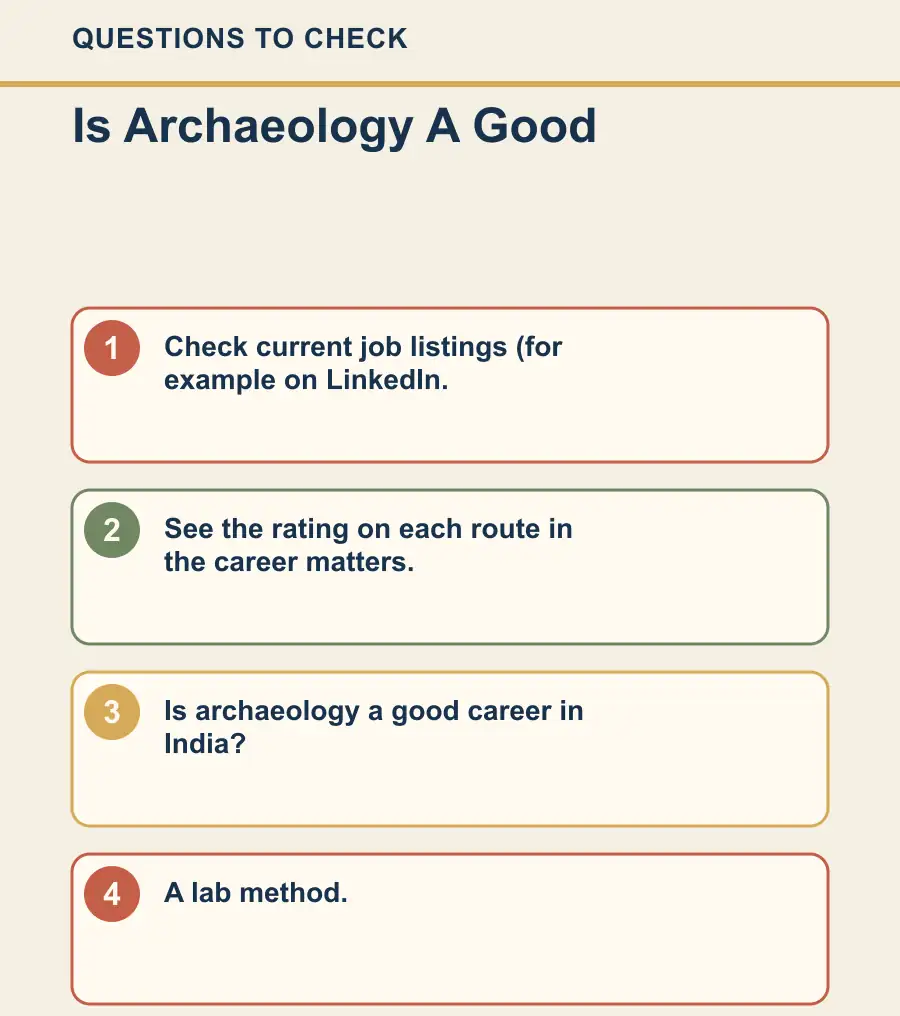 QUESTIONS TO CHECK
Is Archaeology A Good
1
Check current job listings (for
example on LinkedIn.
2
See the rating on each route in
the career matters.
3
Is archaeology a good career in
India?
4
A lab method.